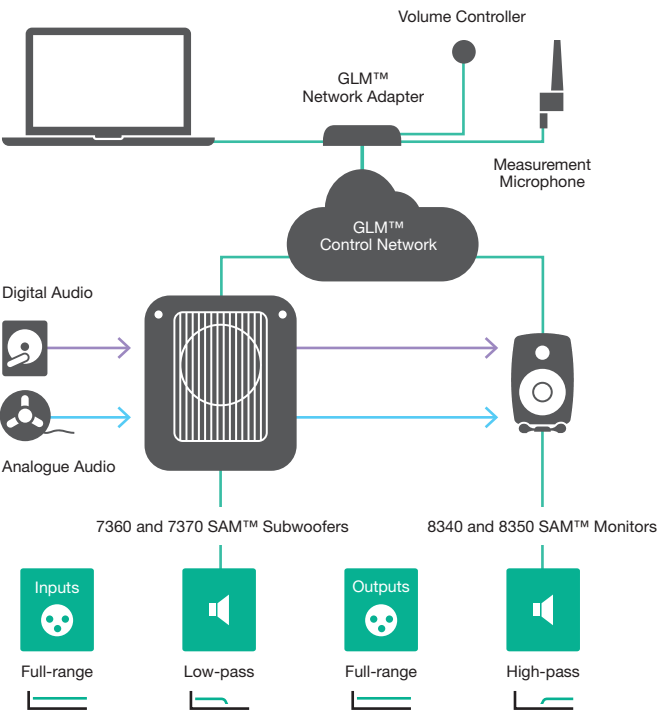 Volume Controller
GLM™
Network Adapter
Measurement
Microphone
GLM™
Control Network
Digital Audio
Analogue Audio
7360 and 7370 SAM™ Subwoofers
8340 and 8350 SAM™ Monitors
Inputs
Outputs
Full-range
Low-pass
Full-range
High-pass